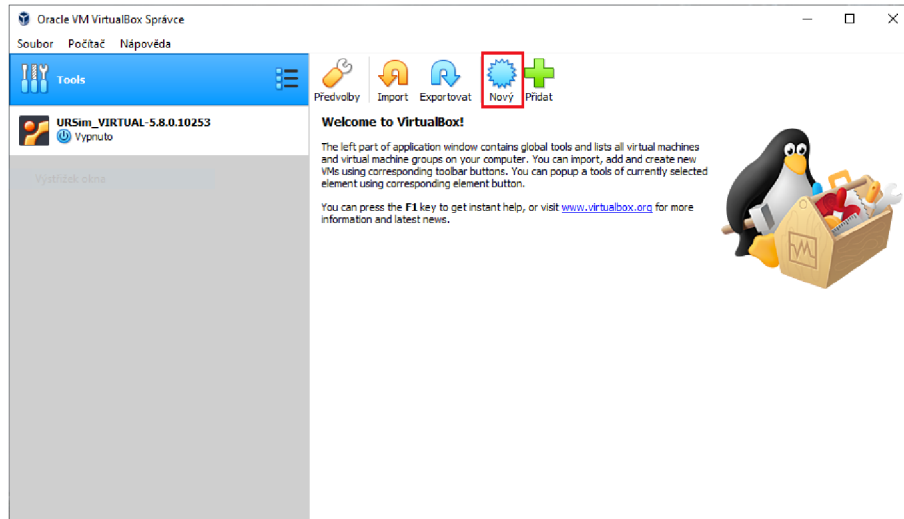 Oracle VM VirtualBox Správce
Soubor Počítač Nápověda
Tools
Předvolby Import Exportovat Nový Přidat
URSim_VIRTUAL-5.8.0.10253
Vypnuto
Výstřižek okna
Welcome to VirtualBox!
The left part of application window contains global tools and lists all virtual machines
and virtual machine groups on your computer. You can import, add and create new
VMs using corresponding toolbar buttons. You can popup a tools of currently selected
element using corresponding element button.
You can press the F1 key to get instant help, or visit www.virtualbox.org for more
information and latest news.